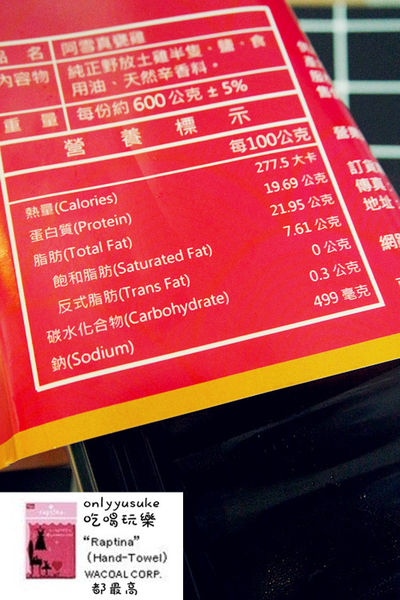 品名 阿雪真甕雞
內容物 純正野放土雞半隻、鹽、食
用油、天然辛香料。
重量 每份約600公克±5%
營養標示
每100公克
熱量(Calories) 277.5 大卡
蛋白質(Protein) 19.69 公克
脂肪(Total Fat) 21.95 公克
飽和脂肪(Saturated Fat) 7.61 公克
反式脂肪(Trans Fat) 0 公克
碳水化合物(Carbohydrate) 0.3 公克
鈉(Sodium) 499 毫克
營
訂
傳真
地址
網
onlyyusuke
吃喝玩樂
"Raptina"
(Hand-Towel)
WACOAL CORP.
都最高